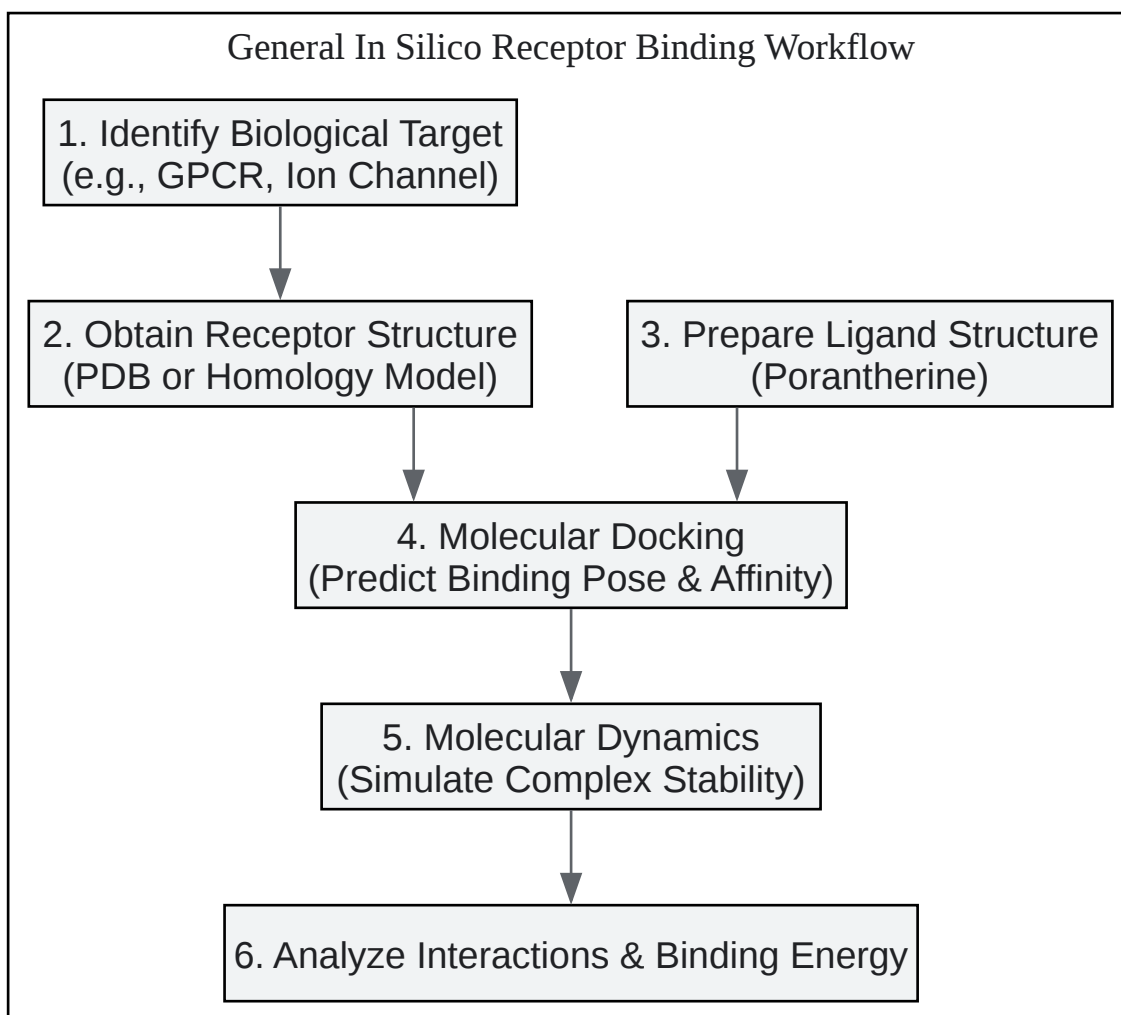 General In Silico Receptor Binding Workflow
1. Identify Biological Target
(e.g., GPCR, Ion Channel)
2. Obtain Receptor Structure
(PDB or Homology Model)
3. Prepare Ligand Structure
(Porantherine)
4. Molecular Docking
(Predict Binding Pose & Affinity)
5. Molecular Dynamics
(Simulate Complex Stability)
6. Analyze Interactions & Binding Energy